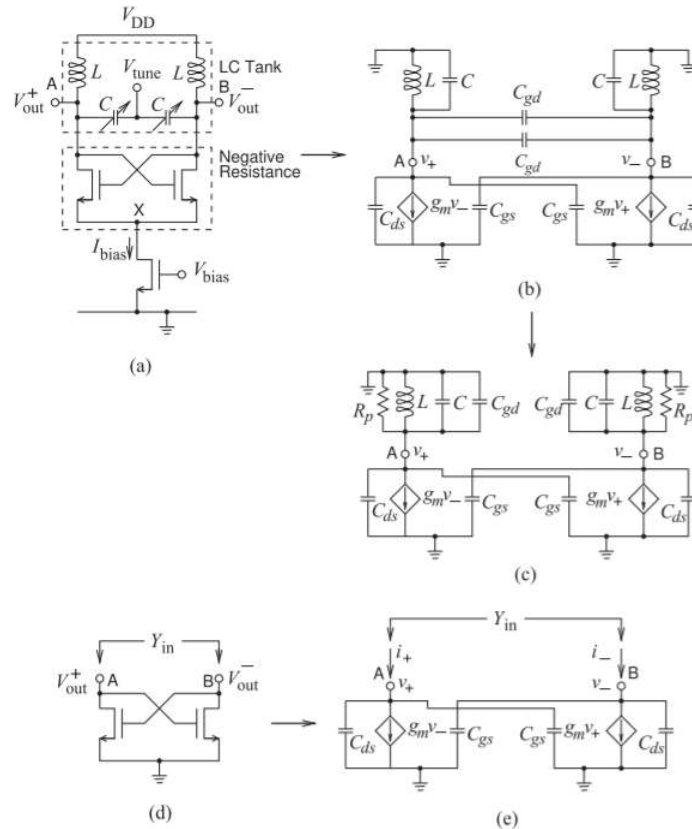 V_DD
A
L
V_tune
L
LC Tank
B
V_out^+
C
C
V_out^−
Negative
Resistance
X
I_bias
V_bias
(a)
L
C
C
L
C_gd
C_gd
A
v_+
v_−
B
C_ds
g_m v_−
C_gs
C_gs
g_m v_+
C_ds
(b)
R_p
L
C
C_gd
C_gd
C
L
R_p
A
v_+
v_−
B
C_ds
g_m v_−
C_gs
C_gs
g_m v_+
C_ds
(c)
Y_in
V_out^+
A
B
V_out^−
(d)
Y_in
i_+
i_−
A
B
v_+
v_−
C_ds
g_m v_−
C_gs
C_gs
g_m v_+
C_ds
(e)